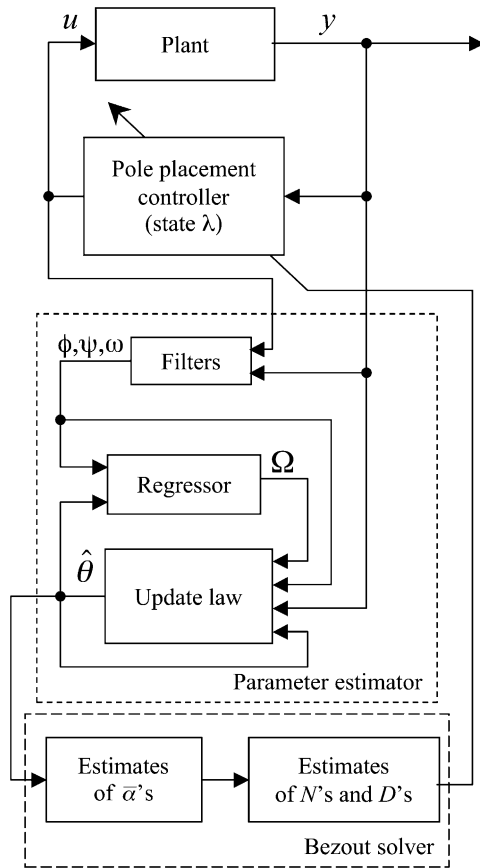 u
Plant
y
Pole placement
controller
(state λ)
ϕ,ψ,ω
Filters
Regressor
Ω
θ̂
Update law
Parameter estimator
Estimates
of α̅'s
Estimates
of N's and D's
Bezout solver